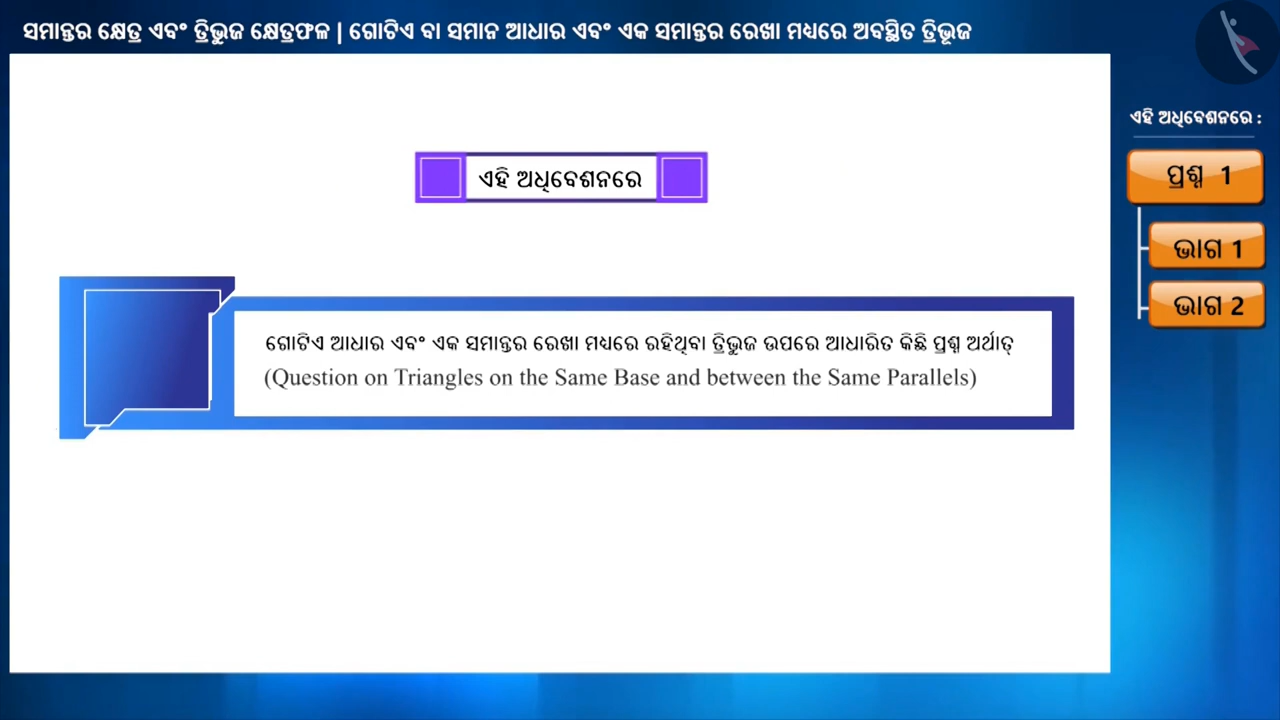 ସମାନ୍ତର କ୍ଷେତ୍ର ଏବଂ ତ୍ରିଭୁଜ କ୍ଷେତ୍ରଫଳ | ଗୋଟିଏ ବା ସମାନ ଆଧାର ଏବଂ ଏକ ସମାନ୍ତର ରେଖା ମଧ୍ୟରେ ଅବସ୍ଥିତ ତ୍ରିଭୂଜ
ଏହି ଅଧିବେଶନରେ
ଗୋଟିଏ ଆଧାର ଏବଂ ଏକ ସମାନ୍ତର ରେଖା ମଧ୍ୟରେ ରହିଥିବା ତ୍ରିଭୁଜ ଉପରେ ଆଧାରିତ କିଛି ପ୍ରଶ୍ନ ଅର୍ଥାତ୍
(Question on Triangles on the Same Base and between the Same Parallels)
ଏହି ଅଧିବେଶନରେ :
ପ୍ରଶ୍ନ 1
ଭାଗ 1
ଭାଗ 2